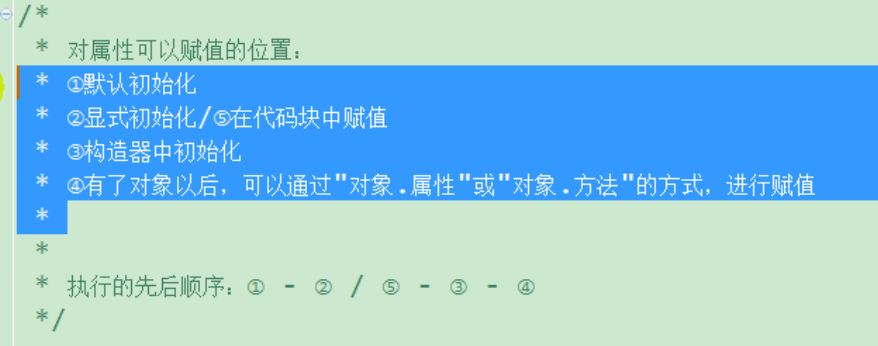 /*
* 对属性可以赋值的位置：
* ①默认初始化
* ②显式初始化/⑤在代码块中赋值
* ③构造器中初始化
* ④有了对象以后，可以通过"对象.属性"或"对象.方法"的方式，进行赋值
*
*
* 执行的先后顺序：① - ② / ⑤ - ③ - ④
*/